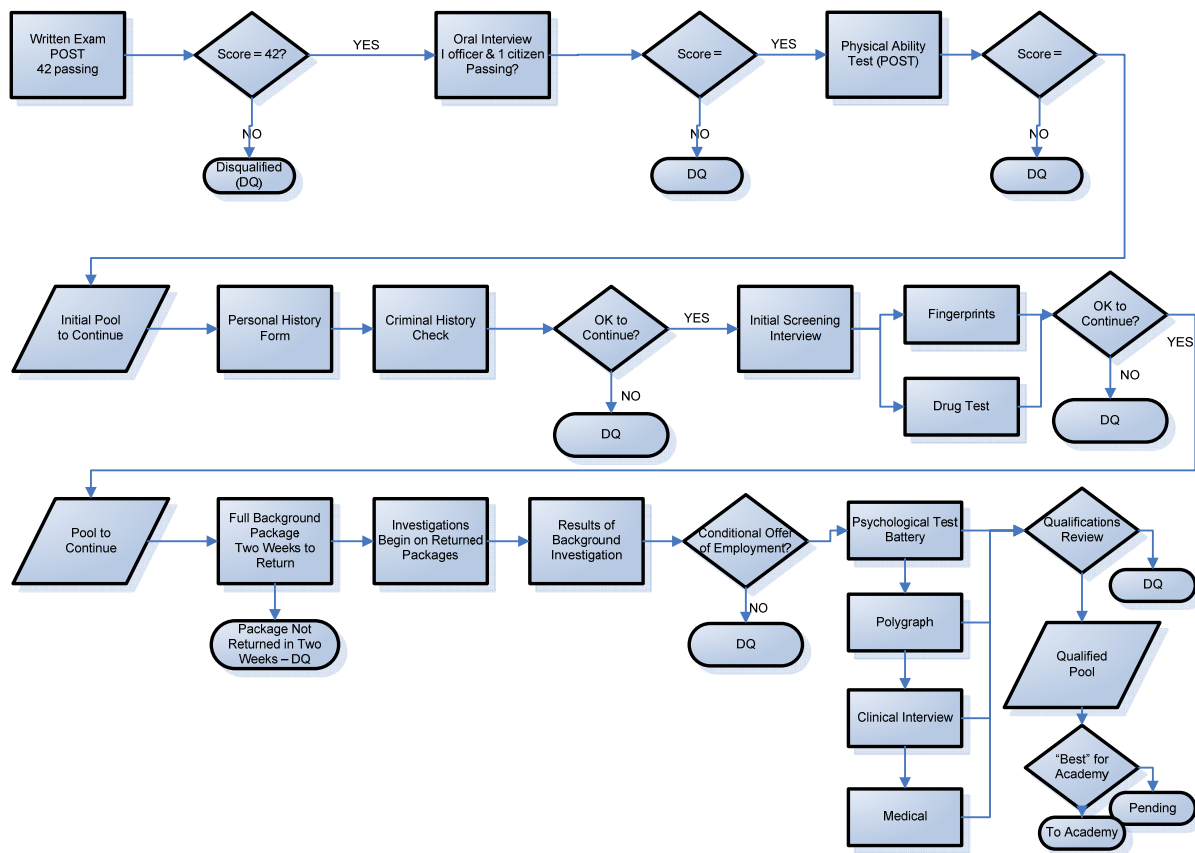 Written Exam
POST
42 passing
Score = 42?
YES
NO
Disqualified
(DQ)
Oral Interview
I officer & 1 citizen
Passing?
Score =
YES
NO
DQ
Physical Ability
Test (POST)
Score =
NO
DQ
Initial Pool
to Continue
Personal History
Form
Criminal History
Check
OK to
Continue?
YES
NO
DQ
Initial Screening
Interview
Fingerprints
Drug Test
OK to
Continue?
YES
NO
DQ
Pool to
Continue
Full Background
Package
Two Weeks to
Return
Package Not
Returned in Two
Weeks – DQ
Investigations
Begin on Returned
Packages
Results of
Background
Investigation
Conditional Offer
of Employment?
NO
DQ
Psychological Test
Battery
Polygraph
Clinical Interview
Medical
Qualifications
Review
DQ
Qualified
Pool
“Best” for
Academy
Pending
To Academy